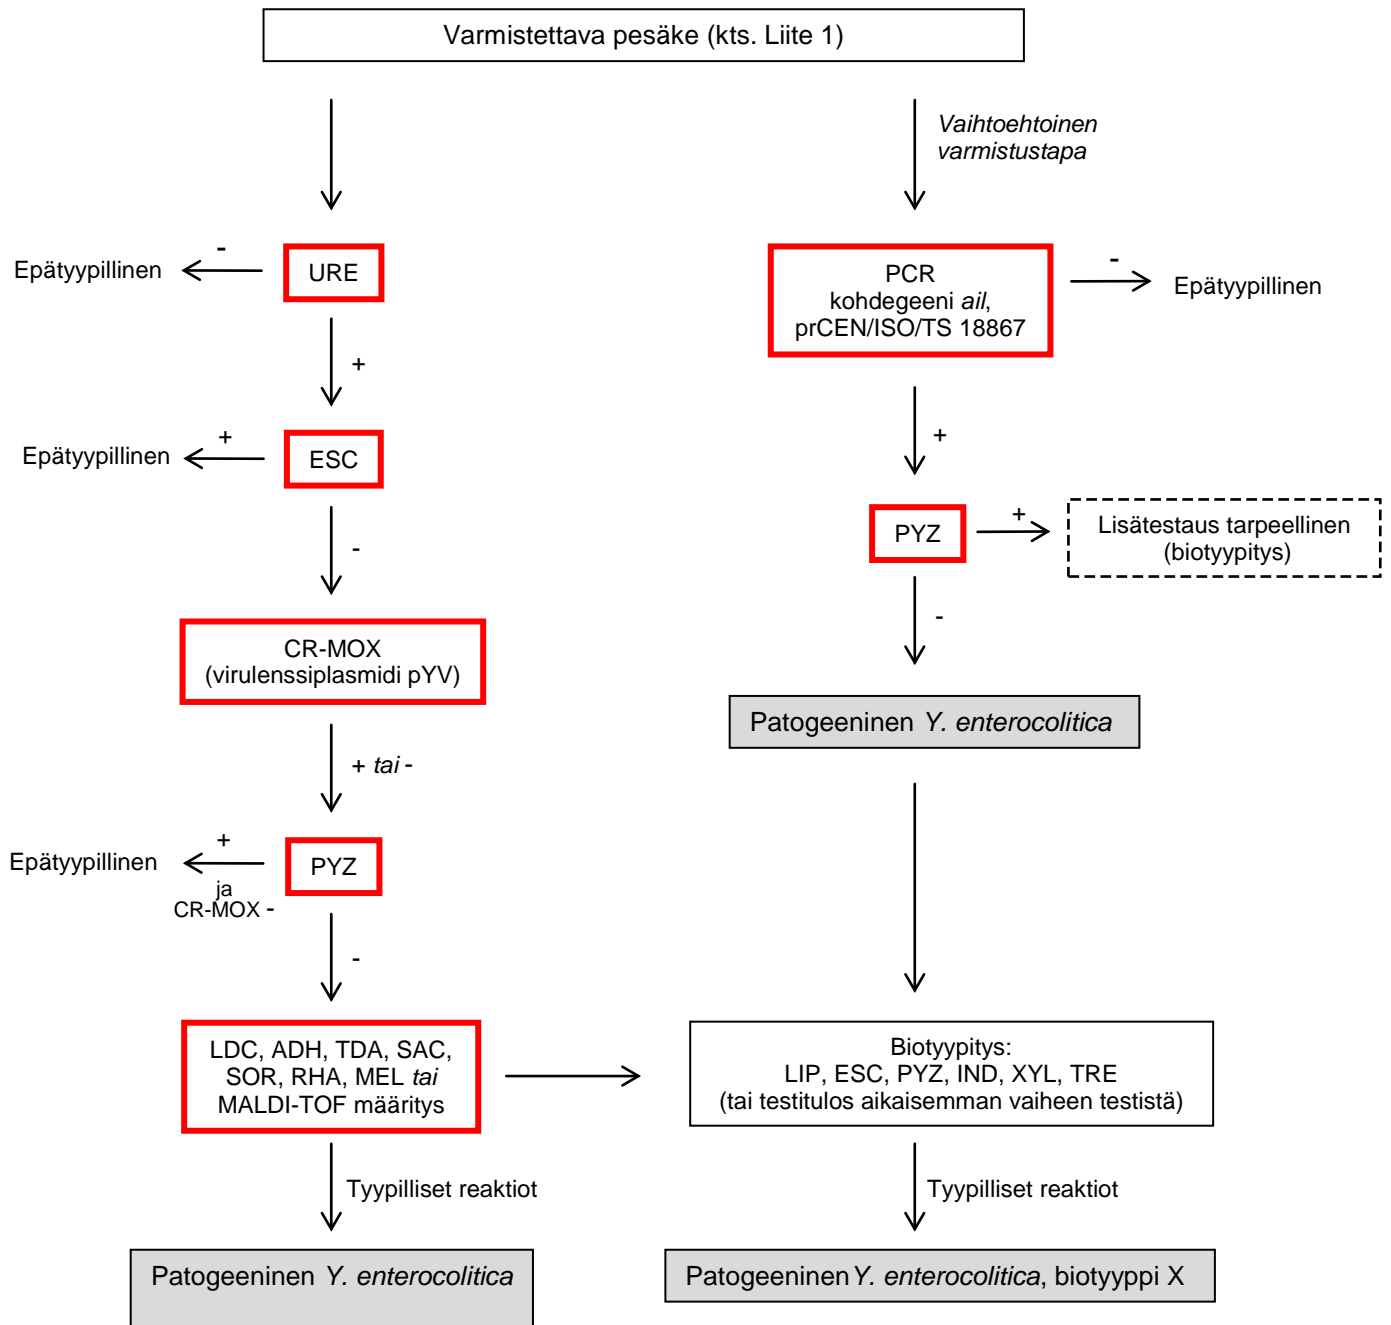 Varmistettava pesäke (kts. Liite 1)
Vaihtoehtoinen
varmistustapa
Epätyypillinen
-
URE
+
Epätyypillinen
+
ESC
-
CR-MOX
(virulenssiplasmidi pYV)
+ tai -
Epätyypillinen
+
ja
CR-MOX -
PYZ
-
LDC, ADH, TDA, SAC,
SOR, RHA, MEL tai
MALDI-TOF määritys
Tyypilliset reaktiot
Patogeeninen Y. enterocolitica
PCR
kohdegeeni ail,
prCEN/ISO/TS 18867
-
Epätyypillinen
+
PYZ
+
Lisätestaus tarpeellinen
(biotyypitys)
-
Patogeeninen Y. enterocolitica
Biotyypitys:
LIP, ESC, PYZ, IND, XYL, TRE
(tai testitulos aikaisemman vaiheen testistä)
Tyypilliset reaktiot
Patogeeninen Y. enterocolitica, biotyyppi X